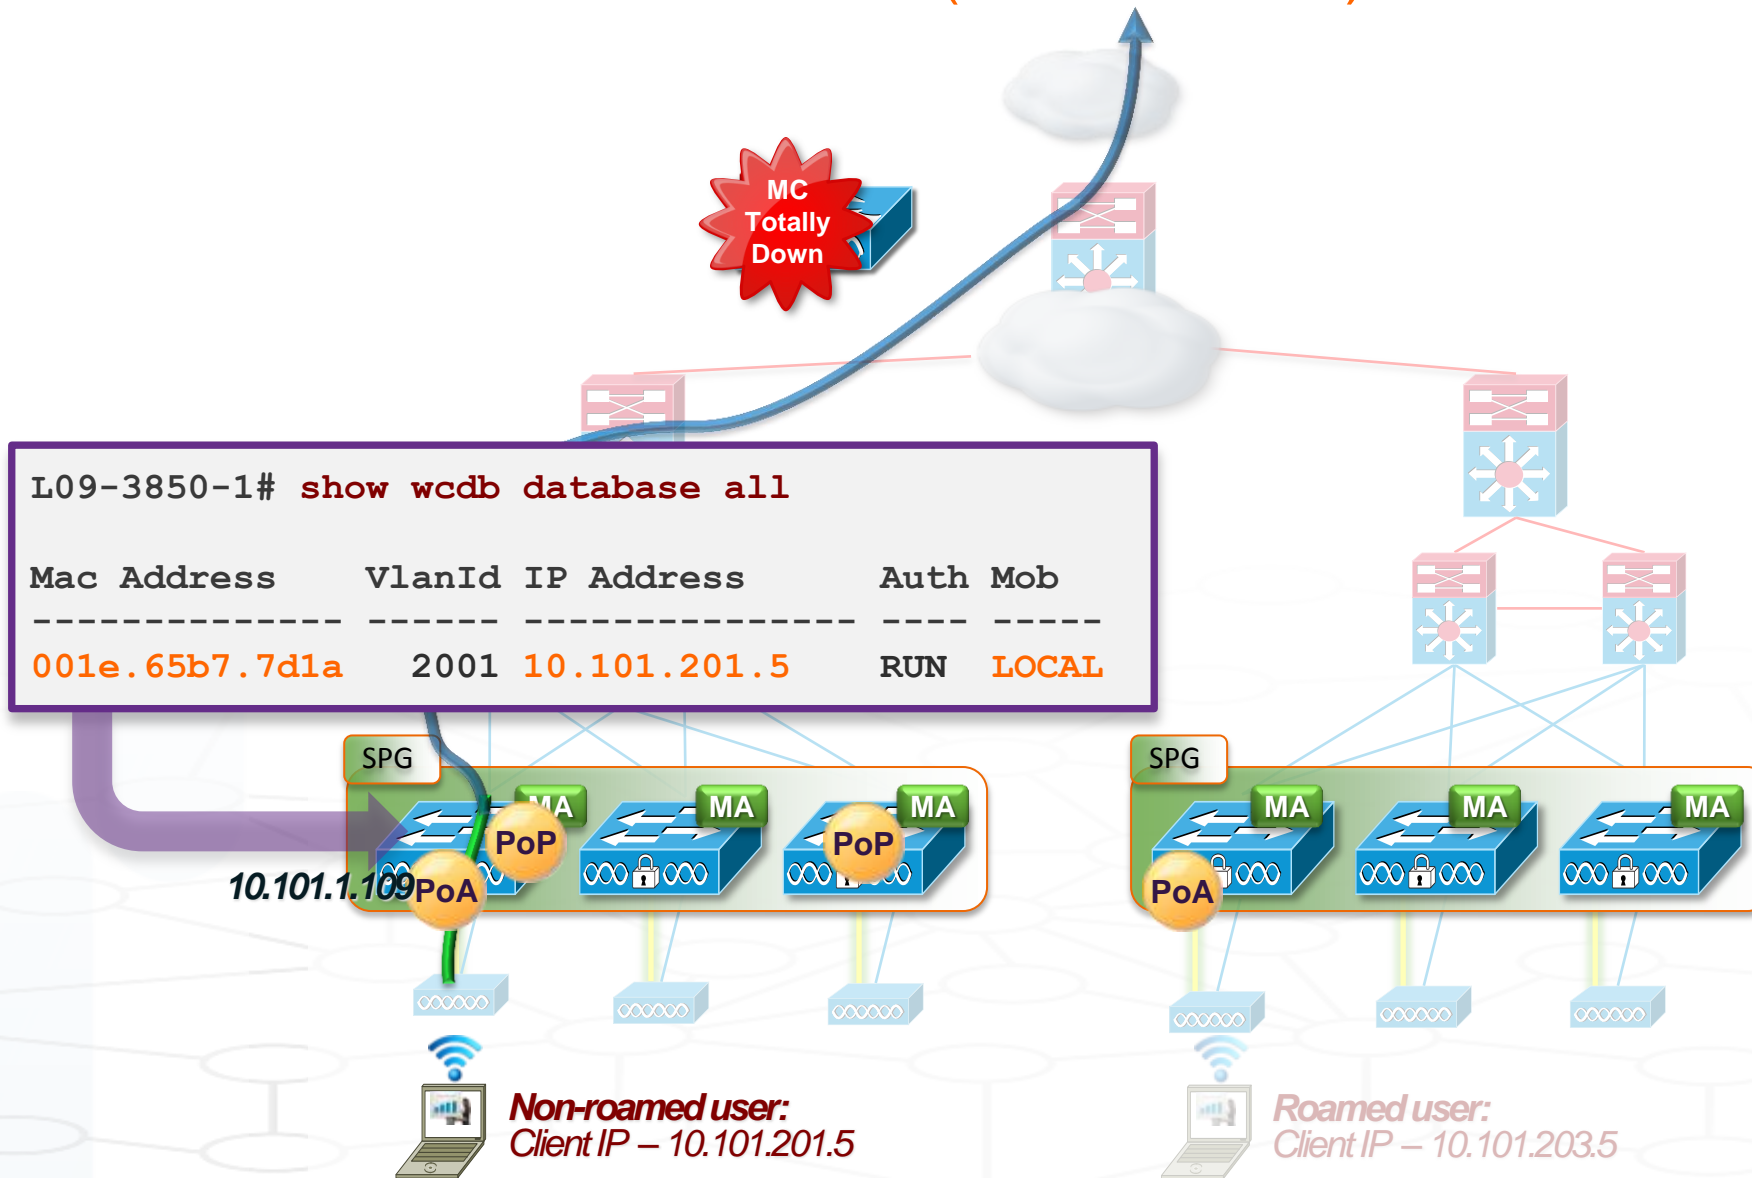 MC
Totally
Down
L09-3850-1# show wcdb database all
Mac Address VlanId IP Address Auth Mob
-------------- ------ --------------- ---- -----
001e.65b7.7d1a 2001 10.101.201.5 RUN LOCAL
SPG
SPG
MA
MA
MA
MA
MA
MA
PoP
PoP
10.101.1.109
PoA
PoA
Non-roamed user:
Client IP – 10.101.201.5
Roamed user:
Client IP – 10.101.203.5